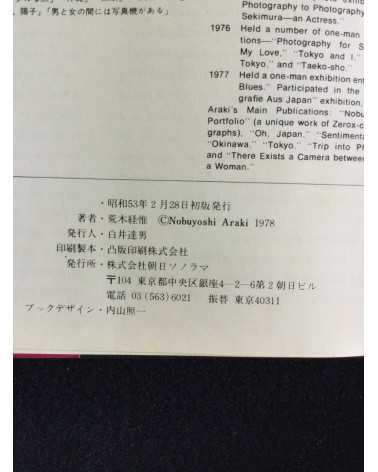 陽子」「男と女の間には写真機がある」
Photography to Photography
Sekimura—an Actress."
1976 Held a number of one-man
tions—"Photography for S
My Love," "Tokyo and I,"
Tokyo," and "Taeko-sho."
1977 Held a one-man exhibition ent
Blues." Participated in the
grafie Aus Japan" exhibition,
Araki's Main Publications: "Nobu
Portfolio" (a unique work of Zerox-c
graphs), "Oh, Japan." "Sentimenta
"Okinawa," "Tokyo," "Trip into Pl
and "There Exists a Camera between
a Woman."
・昭和53年2月28日初版発行
著者・荒木経惟 ©Nobuyoshi Araki 1978
発行人・白井達男
印刷製本・凸版印刷株式会社
発行所・株式会社朝日ソノラマ
〒104 東京都中央区銀座4−2−6第2朝日ビル
電話 03(563)6021 振替 東京40311
ブックデザイン・内山照一